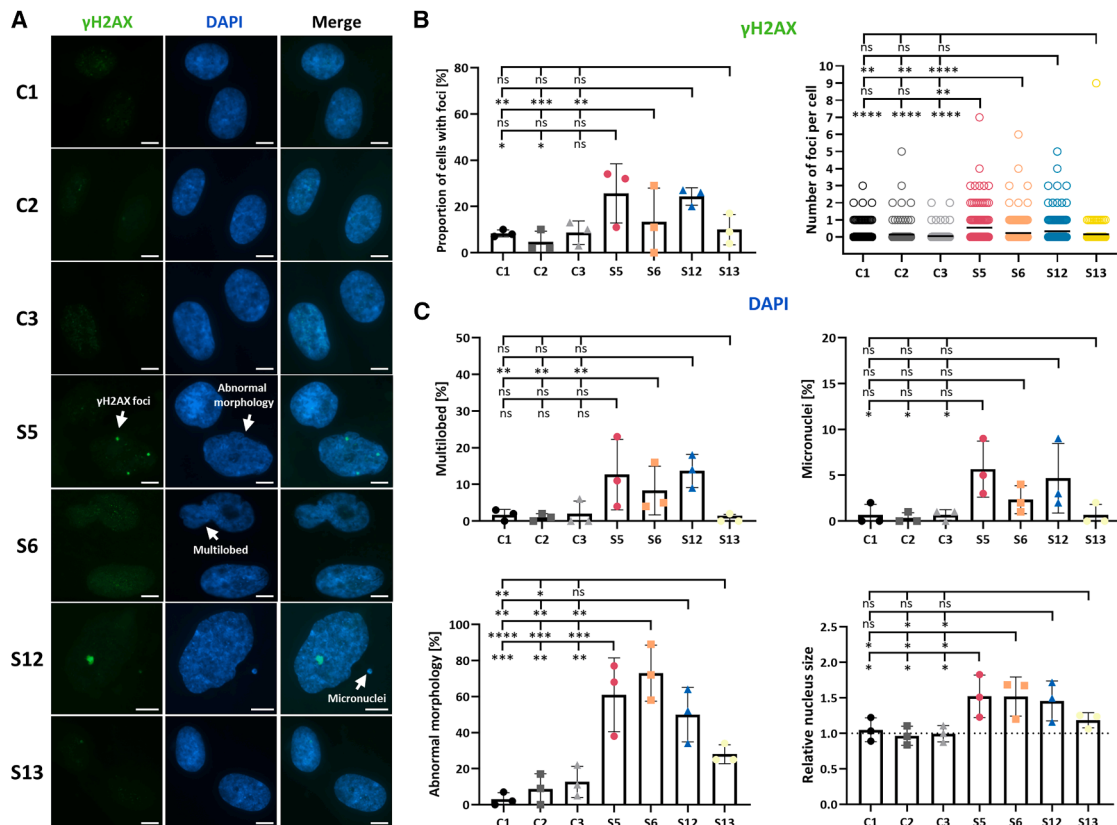 A
γH2AX DAPI Merge
C1
C2
C3
S5
γH2AX foci
Abnormal
morphology
S6
Multilobed
S12
Micronuclei
S13
B
γH2AX
Proportion of cells with foci [%]
80
60
40
20
0
ns ns ns
ns ns ns
** *** **
ns ns ns
* * ns
C1 C2 C3 S5 S6 S12 S13
Number of foci per cell
10
9
8
7
6
5
4
3
2
1
0
ns ns ns
ns ns ns
** ** ****
ns ns **
**** **** ****
C1 C2 C3 S5 S6 S12 S13
C
DAPI
Multilobed [%]
50
40
30
20
10
0
ns ns ns
ns ns ns
** ** **
ns ns ns
ns ns ns
C1 C2 C3 S5 S6 S12 S13
Micronuclei [%]
20
15
10
5
0
ns ns ns
ns ns ns
ns ns ns
ns ns ns
* * *
C1 C2 C3 S5 S6 S12 S13
Abnormal morphology [%]
100
80
60
40
20
0
** * ns
** ** **
**** *** ***
*** ** **
C1 C2 C3 S5 S6 S12 S13
Relative nucleus size
2.5
2.0
1.5
1.0
0.5
0.0
ns ns ns
ns * *
* * *
* * *
C1 C2 C3 S5 S6 S12 S13